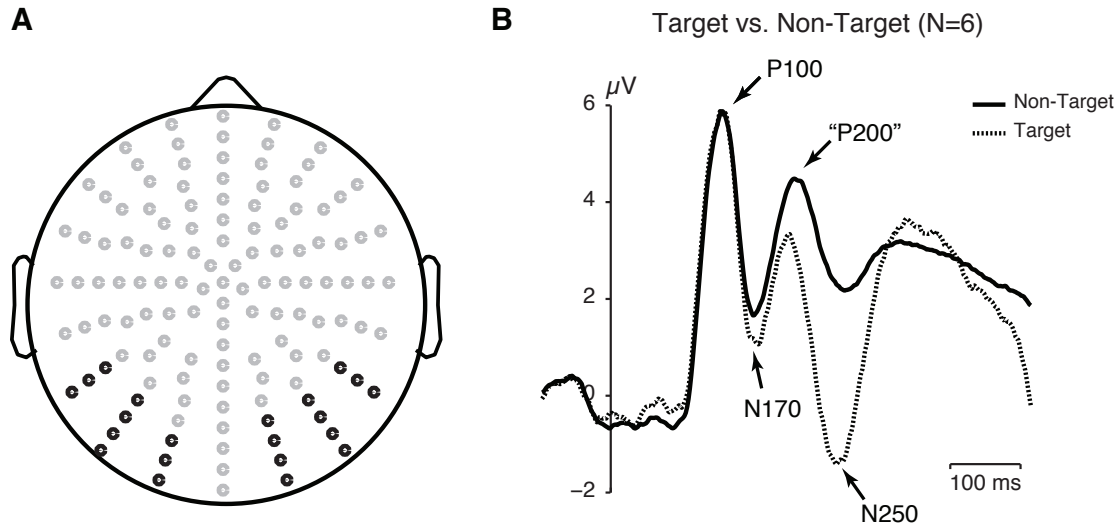 A
B
Target vs. Non-Target (N=6)
µV
P100
Non-Target
Target
"P200"
6
4
2
0
−2
N170
N250
100 ms